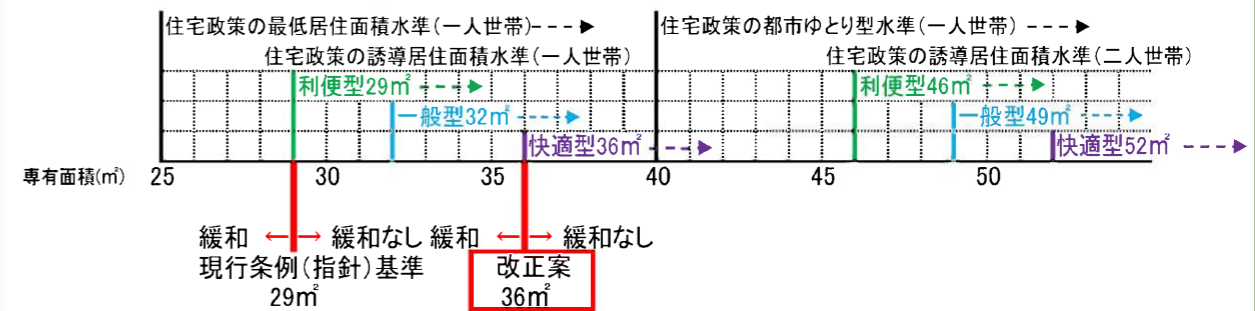 住宅政策の最低居住面積水準(一人世帯)
住宅政策の都市ゆとり型水準(一人世帯)
住宅政策の誘導居住面積水準(一人世帯)
住宅政策の誘導居住面積水準(二人世帯)
利便型29㎡
利便型46㎡
一般型32㎡
一般型49㎡
快適型36㎡
快適型52㎡
専有面積(㎡) 25 30 35 40 45 50
緩和 ←→ 緩和なし 緩和 ←→ 緩和なし
現行条例(指針)基準
29㎡
改正案
36㎡